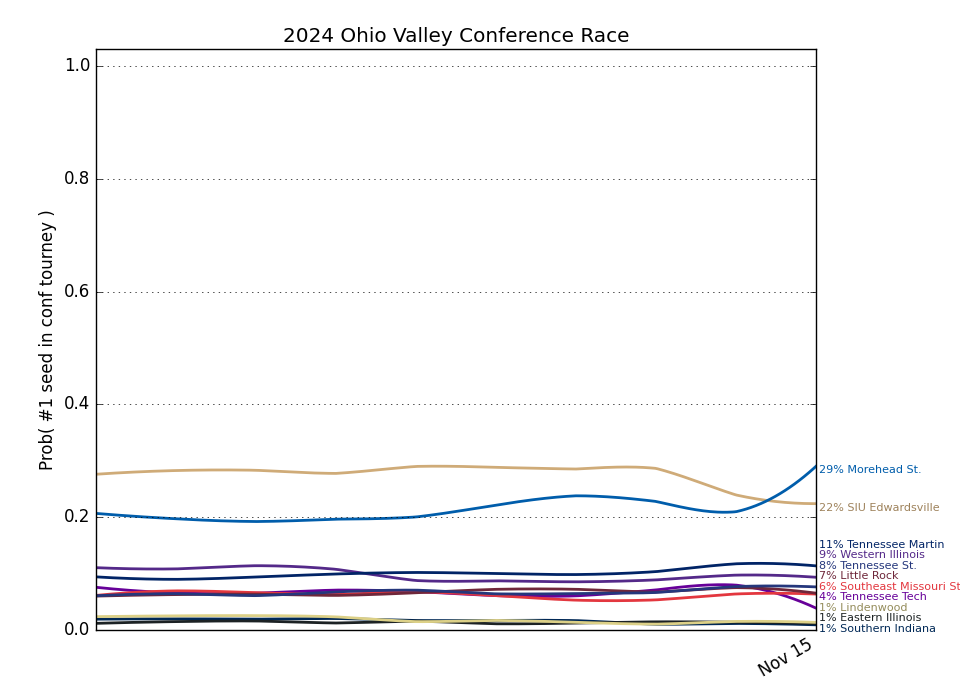 2024 Ohio Valley Conference Race
Prob( #1 seed in conf tourney )
1.0
0.8
0.6
0.4
0.2
0.0
29% Morehead St.
22% SIU Edwardsville
11% Tennessee Martin
9% Western Illinois
8% Tennessee St.
7% Little Rock
6% Southeast Missouri St
4% Tennessee Tech
1% Lindenwood
1% Eastern Illinois
1% Southern Indiana
Nov 15